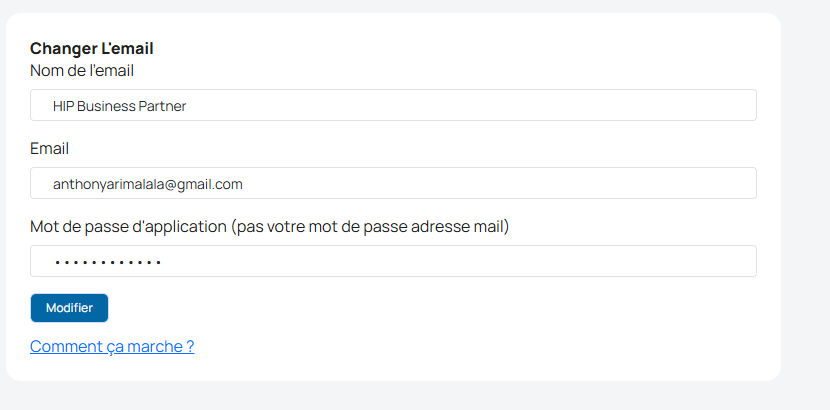 Changer L'email
Nom de l'email
HIP Business Partner
Email
anthonyarimalala@gmail.com
Mot de passe d'application (pas votre mot de passe adresse mail)
••••••••••••
Modifier
Comment ça marche ?